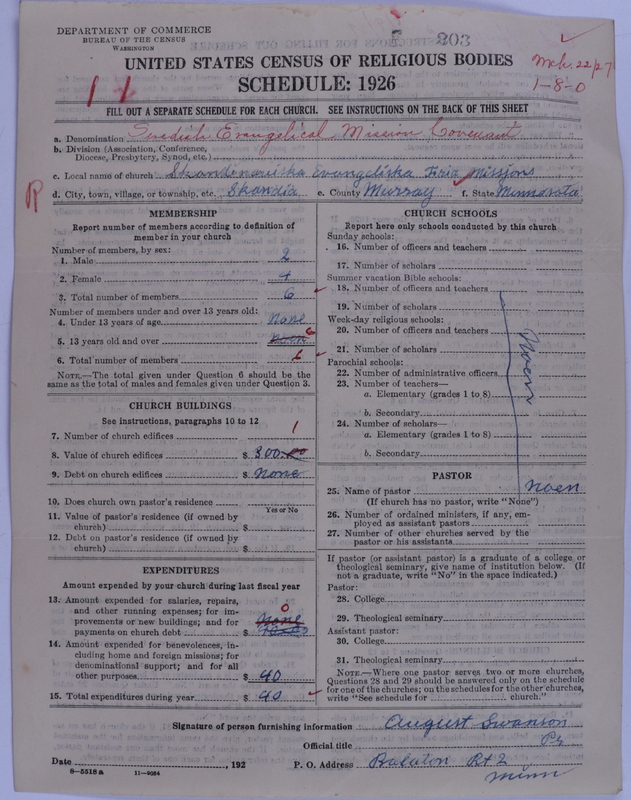 DEPARTMENT OF COMMERCE
BUREAU OF THE CENSUS
WASHINGTON
203
UNITED STATES CENSUS OF RELIGIOUS BODIES
SCHEDULE: 1926
Mch. 22/27
1-8-0
FILL OUT A SEPARATE SCHEDULE FOR EACH CHURCH. SEE INSTRUCTIONS ON THE BACK OF THIS SHEET
a. Denomination Swedish Evangelical Mission Covenant
b. Division (Association, Conference, Diocese, Presbytery, Synod, etc.)
c. Local name of church Skandinaviska Evangeliska Fria Missions
R
d. City, town, village, or township, etc. Skandia e. County Murray f. State Minnesota
MEMBERSHIP
Report number of members according to definition of member in your church
Number of members, by sex:
1. Male 2
2. Female 4
3. Total number of members 6
Number of members under and over 13 years old:
4. Under 13 years of age None
5. 13 years old and over 6
6. Total number of members 6
NOTE.—The total given under Question 6 should be same as the total of males and females given under Question 3.
CHURCH BUILDINGS
See instructions, paragraphs 10 to 12
7. Number of church edifices 1
8. Value of church edifices $ 300.00
9. Debt on church edifices $ None
10. Does church own pastor's residence
Yes or No
11. Value of pastor's residence (if owned by church) $
12. Debt on pastor's residence (if owned by church) $
EXPENDITURES
Amount expended by your church during last fiscal year
13. Amount expended for salaries, repairs, and other running expenses; for improvements or new buildings; and for payments on church debt $ None 0
14. Amount expended for benevolences, including home and foreign missions; for denominational support; and for all other purposes $ 40
15. Total expenditures during year $ 40
CHURCH SCHOOLS
Report here only schools conducted by this church
Sunday schools:
16. Number of officers and teachers
17. Number of scholars
Summer vacation Bible schools:
18. Number of officers and teachers
19. Number of scholars
Week-day religious schools:
20. Number of officers and teachers
21. Number of scholars
Parochial schools:
22. Number of administrative officers
23. Number of teachers—
a. Elementary (grades 1 to 8)
b. Secondary
24. Number of scholars—
a. Elementary (grades 1 to 8)
b. Secondary
PASTOR
25. Name of pastor noen
(If church has no pastor, write "None")
26. Number of ordained ministers, if any, employed as assistant pastors
27. Number of other churches served by the pastor or his assistants
If pastor (or assistant pastor) is a graduate of a college or theological seminary, give name of institution below. (If not a graduate, write "No" in the space indicated.)
Pastor:
28. College
29. Theological seminary
Assistant pastor:
30. College
31. Theological seminary
NOTE.—Where one pastor serves two or more churches, Questions 28 and 29 should be answered only on the schedule for one of the churches; on the schedules for the other churches, write "See schedule for church."
Signature of person furnishing information August Swanson
Official title
Date , 192 P. O. Address Balaton Rt 2
Minn
8—5518 a 11—9064